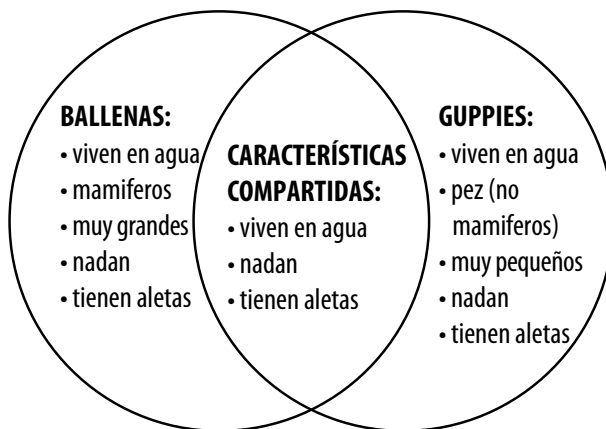 BALLENAS:
• viven en agua
• mamiferos
• muy grandes
• nadan
• tienen aletas
CARACTERÍSTICAS
COMPARTIDAS:
• viven en agua
• nadan
• tienen aletas
GUPPIES:
• viven en agua
• pez (no
mamiferos)
• muy pequeños
• nadan
• tienen aletas